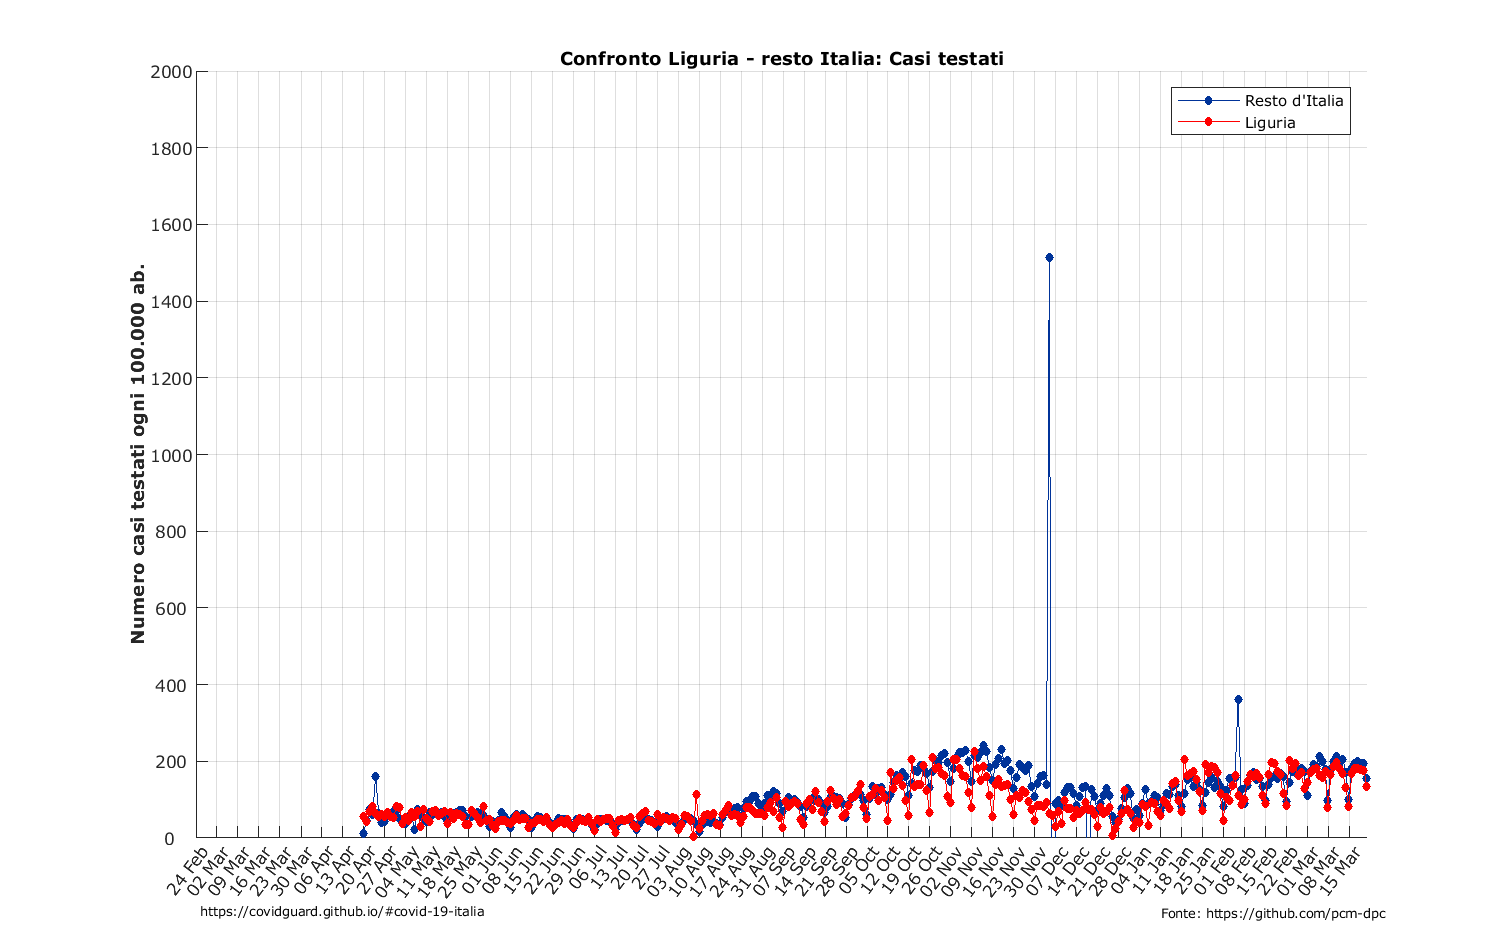 Confronto Liguria - resto Italia: Casi testati
Resto d'Italia
Liguria
Numero casi testati ogni 100.000 ab.
2000
1800
1600
1400
1200
1000
800
600
400
200
0
24 Feb
02 Mar
09 Mar
16 Mar
23 Mar
30 Mar
06 Apr
13 Apr
20 Apr
27 Apr
04 May
11 May
18 May
25 May
01 Jun
08 Jun
15 Jun
22 Jun
29 Jun
06 Jul
13 Jul
20 Jul
27 Jul
03 Aug
10 Aug
17 Aug
24 Aug
31 Aug
07 Sep
14 Sep
21 Sep
28 Sep
05 Oct
12 Oct
19 Oct
26 Oct
02 Nov
09 Nov
16 Nov
23 Nov
30 Nov
07 Dec
14 Dec
21 Dec
28 Dec
04 Jan
11 Jan
18 Jan
25 Jan
01 Feb
08 Feb
15 Feb
22 Feb
01 Mar
08 Mar
15 Mar
https://covidguard.github.io/#covid-19-italia
Fonte: https://github.com/pcm-dpc